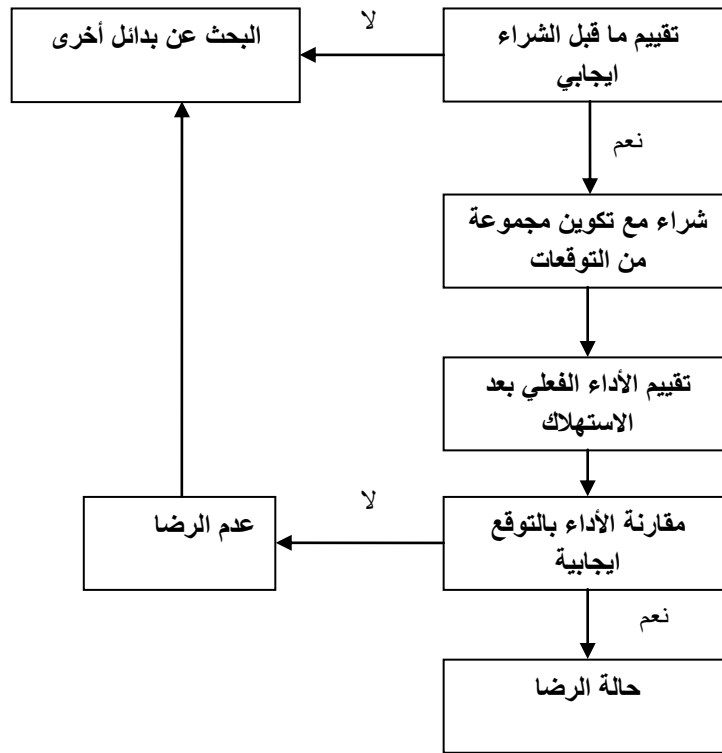 تقييم ما قبل الشراء
ايجابي
لا
البحث عن بدائل أخرى
نعم
شراء مع تكوين مجموعة
من التوقعات
تقييم الأداء الفعلي بعد
الاستهلاك
مقارنة الأداء بالتوقع
ايجابية
لا
عدم الرضا
نعم
حالة الرضا